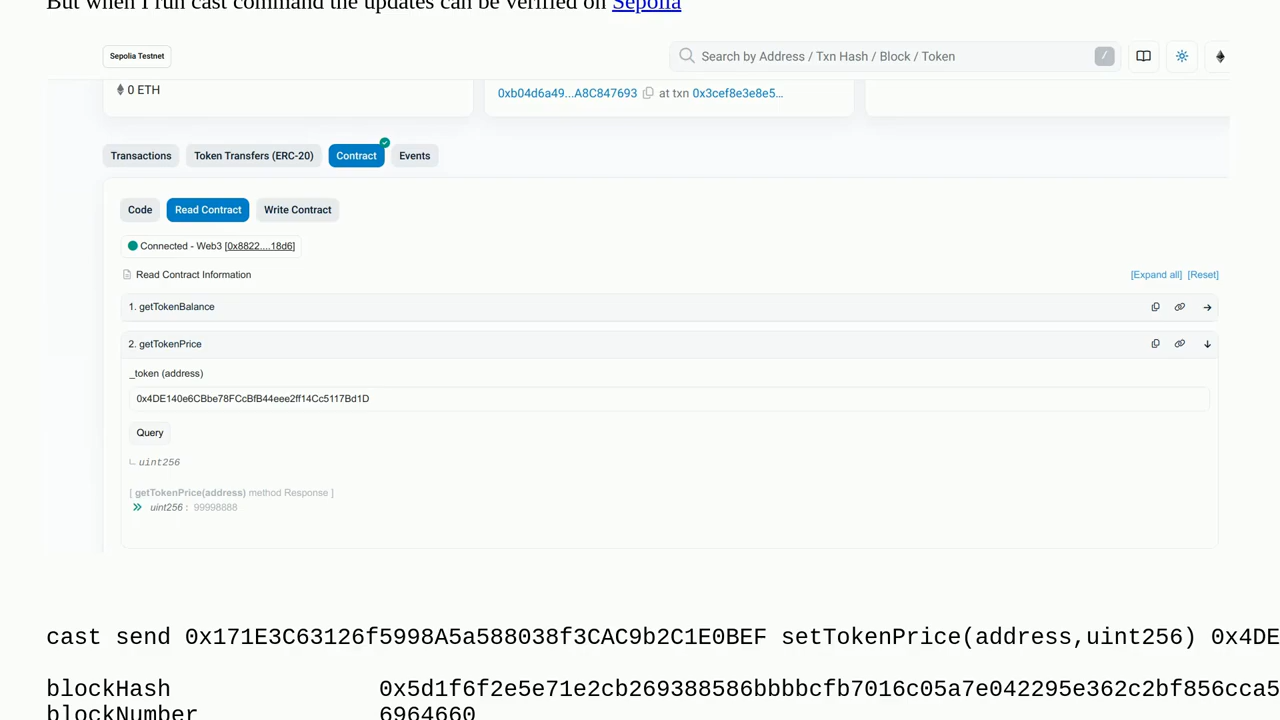 But when I run cast command the updates can be verified on Sepolia
Sepolia Testnet
Search by Address / Txn Hash / Block / Token /
0 ETH
0xb04d6a49...A8C847693 at txn 0x3cef8e3e8e5...
Transactions Token Transfers (ERC-20) Contract Events
Code Read Contract Write Contract
Connected - Web3 [0x8822....18d6]
Read Contract Information [Expand all] [Reset]
1. getTokenBalance
2. getTokenPrice
_token (address)
0x4DE140e6CBbe78FCcBfB44eee2ff14Cc5117Bd1D
Query
uint256
[ getTokenPrice(address) method Response ]
uint256 : 99998888
cast send 0x171E3C63126f5998A5a588038f3CAC9b2C1E0BEF setTokenPrice(address,uint256) 0x4DE
blockHash 0x5d1f6f2e5e71e2cb269388586bbbbcfb7016c05a7e042295e362c2bf856cca5
blockNumber 6964660